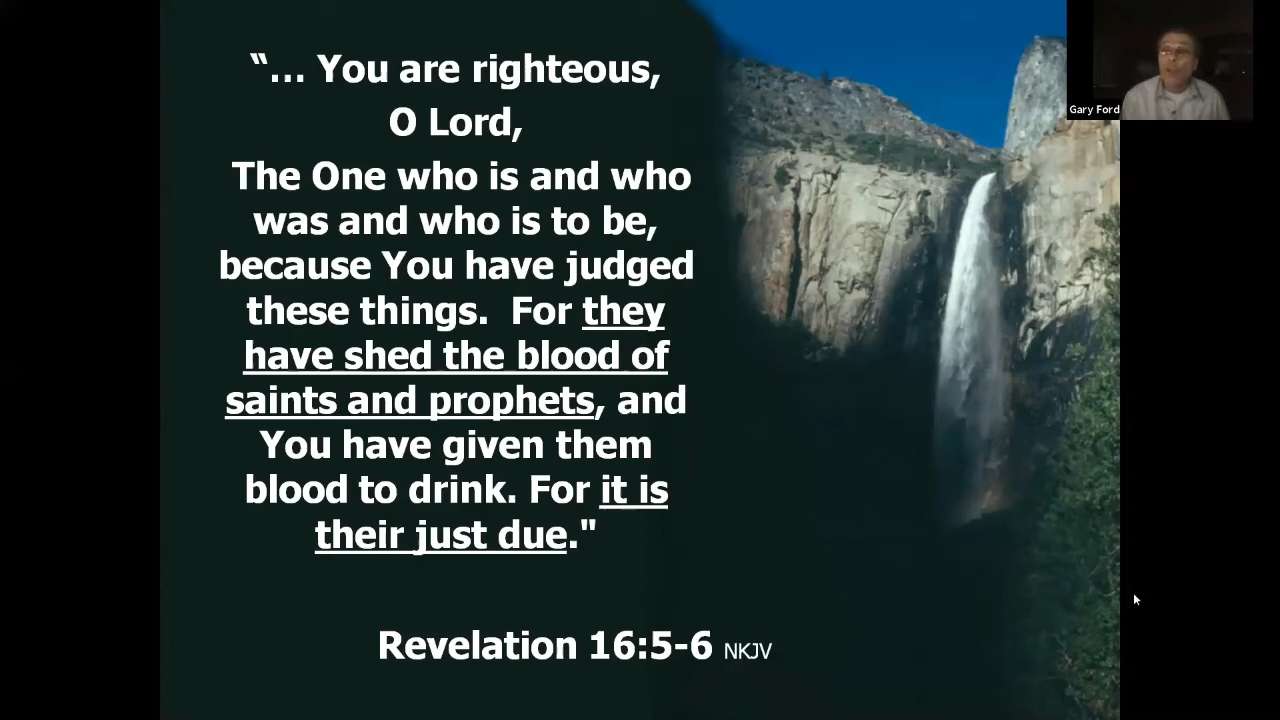 “… You are righteous,
O Lord,
The One who is and who
was and who is to be,
because You have judged
these things.  For they
have shed the blood of
saints and prophets, and
You have given them
blood to drink. For it is
their just due."
Revelation 16:5-6 NKJV
Gary Ford